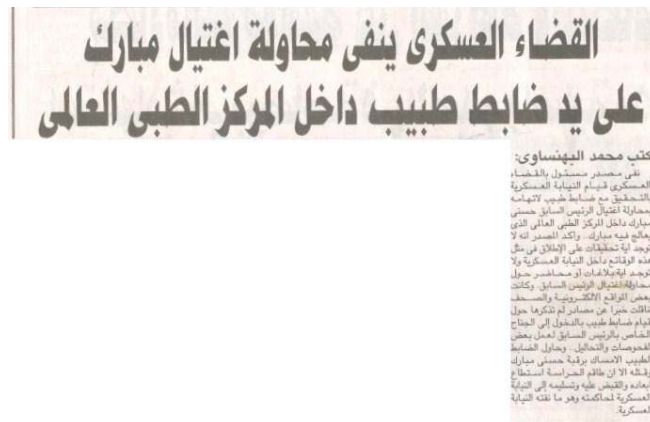 القضاء العسكرى ينفى محاولة اغتيال مبارك
على يد ضابط طبيب داخل المركز الطبى العالمى
كتب محمد البهنساوى:
نفى مصدر مسئول بالقضاء
العسكرى قيام النيابة العسكرية
بالتحقيق مع ضابط طبيب لاتهامه
بمحاولة اغتيال الرئيس السابق حسنى
مبارك داخل المركز الطبى العالمى الذى
يعالج فيه مبارك.. وأكد المصدر انه لا
توجد اية تحقيقات على الإطلاق فى مثل
هذه الوقائع داخل النيابة العسكرية ولا
توجد اية بلاغات أو محاضر حول
محاولة اغتيال الرئيس السابق. وكانت
بعض المواقع الالكترونية والصحف
تناقلت خبرا عن مصادر لم تذكرها حول
قيام ضابط طبيب بالدخول إلى الجناح
الخاص بالرئيس السابق لعمل بعض
الفحوصات والتحاليل.. وحاول الضابط
الطبيب الامساك برقبة حسنى مبارك
وقتله الا ان طاقم الحراسة استطاع
ابعاده والقبض عليه وتسليمه إلى النيابة
العسكرية لمحاكمته وهو ما نفته النيابة
العسكرية.